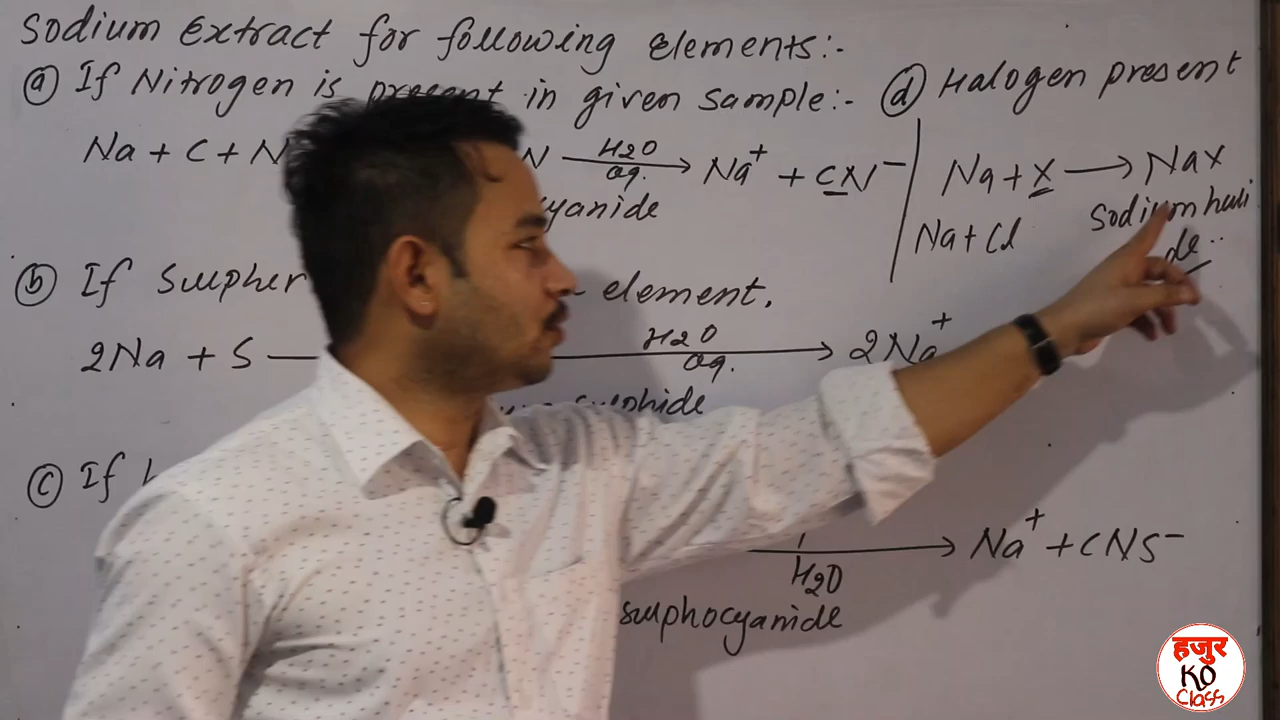 Sodium Extract for following elements:-
(a) If Nitrogen is present in given sample:-
Na + C + N N —H2O aq.→ Na+ + CN-
yanide
(b) If Sulpher element.
2Na + S — H2O aq.→ 2Na+
sulphide
(c) If
H2O → Na+ + CNS-
sulphocyanide
(d) Halogen present
Na + X → NaX
Sodium hali
de..
Na + Cl
हजुर
KO
Class